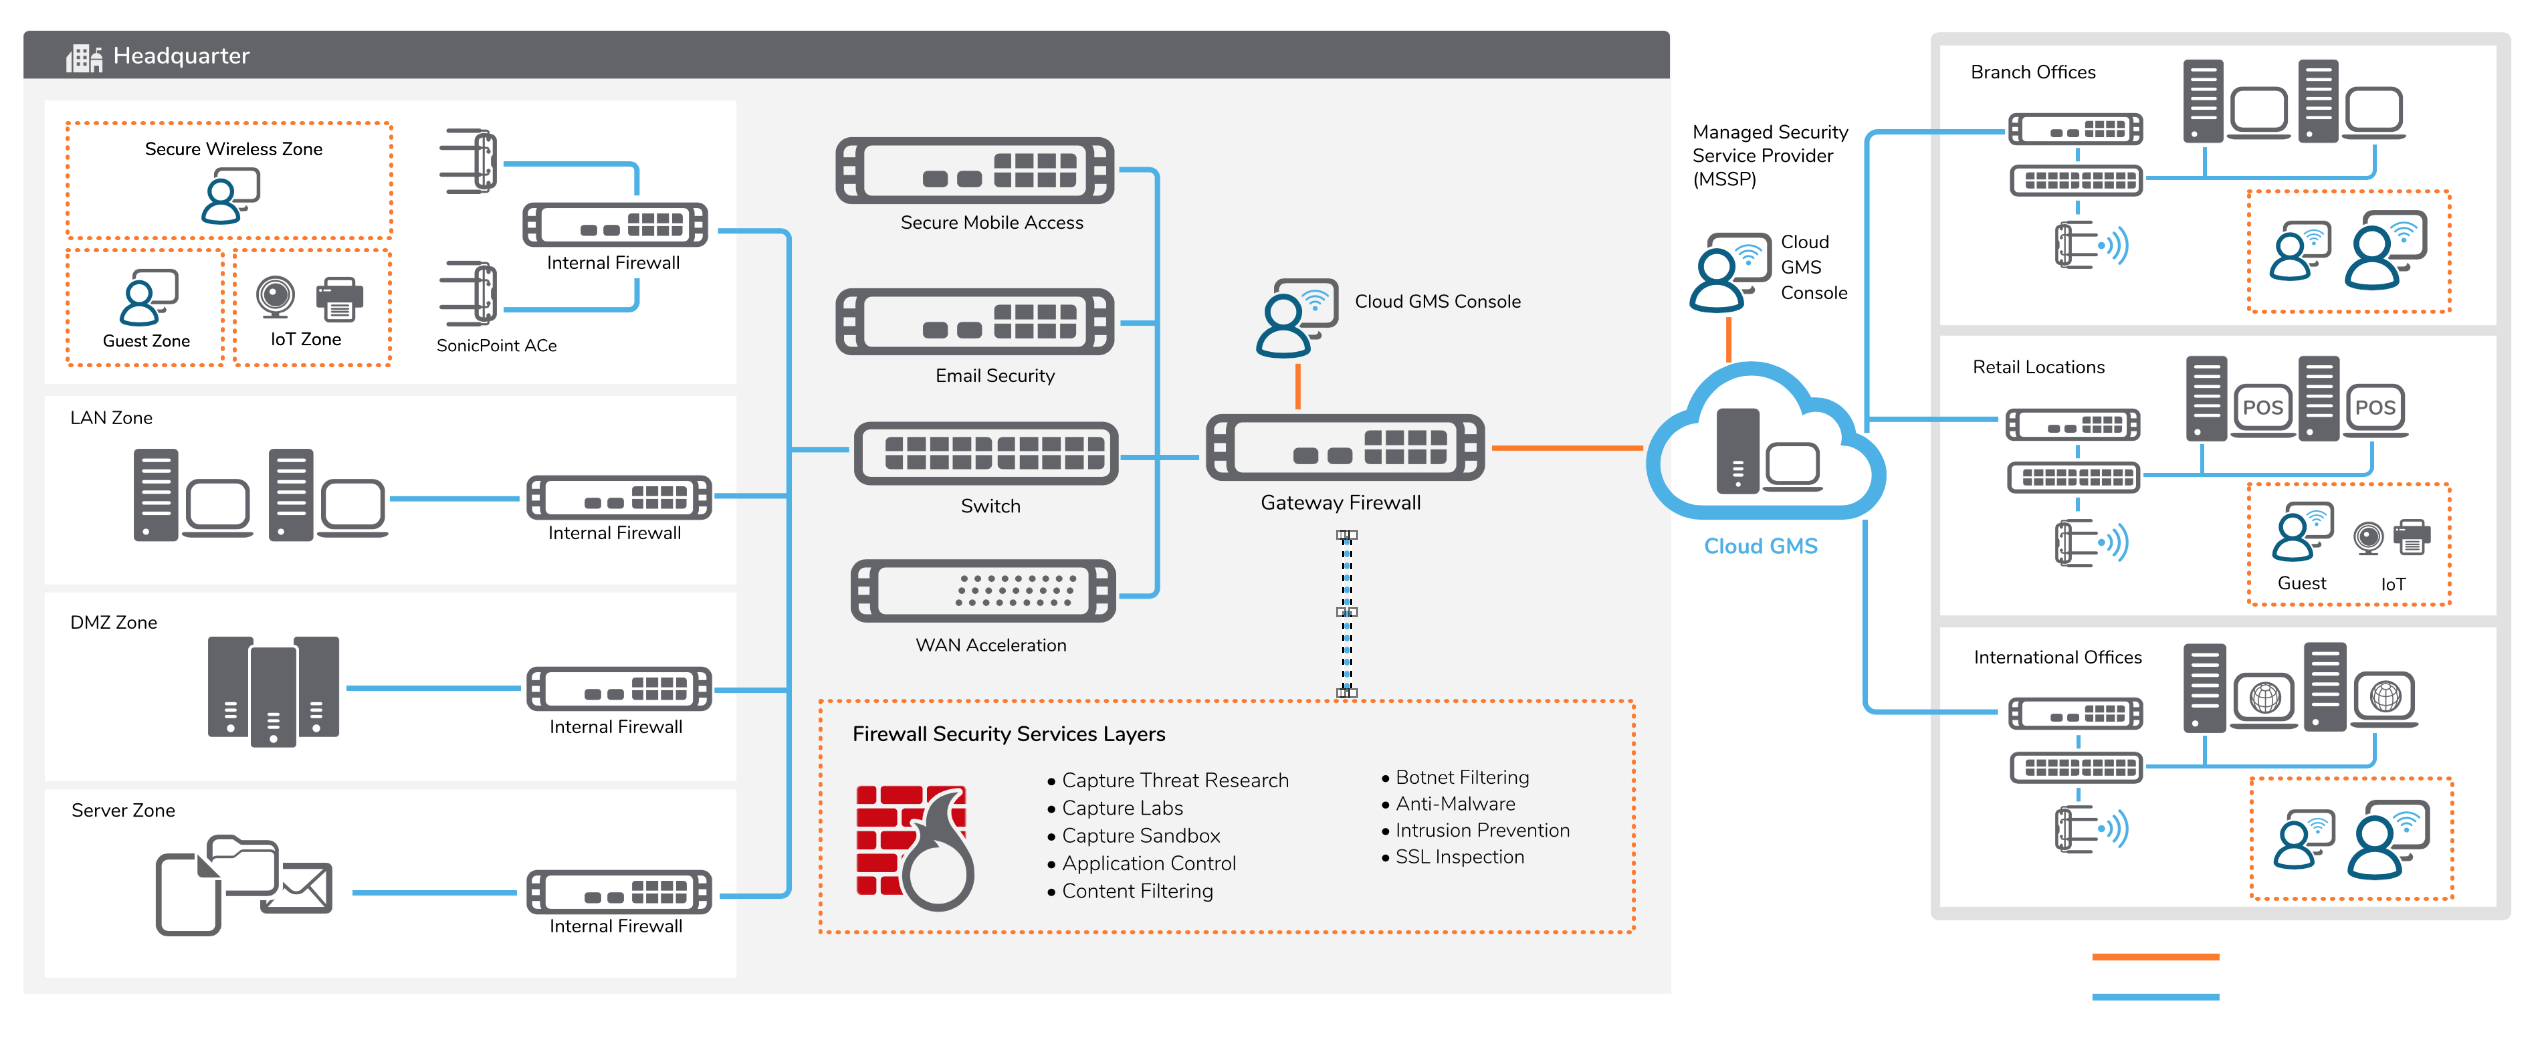 Headquarter
Secure Wireless Zone
Guest Zone
IoT Zone
SonicPoint ACe
Internal Firewall
LAN Zone
Internal Firewall
DMZ Zone
Internal Firewall
Server Zone
Internal Firewall
Secure Mobile Access
Email Security
Switch
WAN Acceleration
Cloud GMS Console
Gateway Firewall
Firewall Security Services Layers
• Capture Threat Research
• Capture Labs
• Capture Sandbox
• Application Control
• Content Filtering
• Botnet Filtering
• Anti-Malware
• Intrusion Prevention
• SSL Inspection
Managed Security
Service Provider
(MSSP)
Cloud
GMS
Console
Cloud GMS
Branch Offices
Retail Locations
POS
POS
Guest
IoT
International Offices